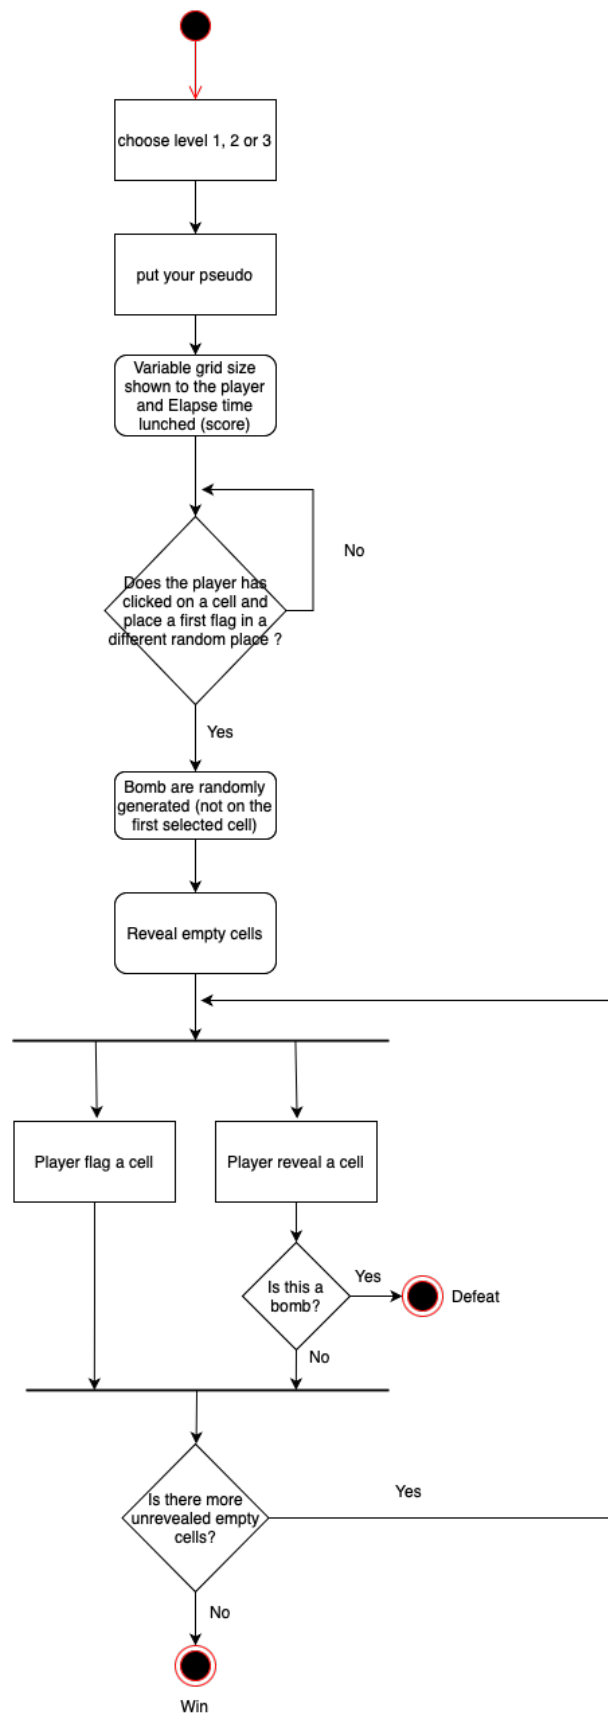 choose level 1, 2 or 3
put your pseudo
Variable grid size
shown to the player
and Elapse time
lunched (score)
No
Does the player has
clicked on a cell and
place a first flag in a
different random place ?
Yes
Bomb are randomly
generated (not on the
first selected cell)
Reveal empty cells
Player flag a cell
Player reveal a cell
Is this a
bomb?
Yes
Defeat
No
Is there more
unrevealed empty
cells?
Yes
No
Win